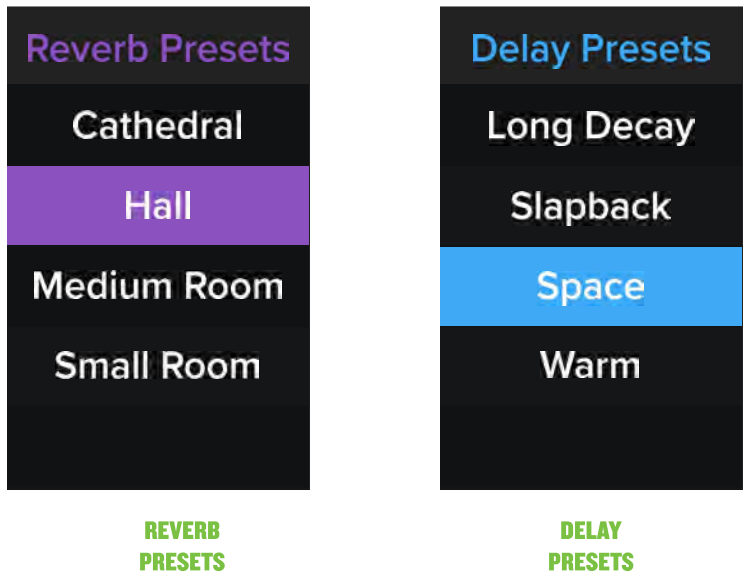 Reverb Presets
Cathedral
Hall
Medium Room
Small Room
REVERB
PRESETS
Delay Presets
Long Decay
Slapback
Space
Warm
DELAY
PRESETS